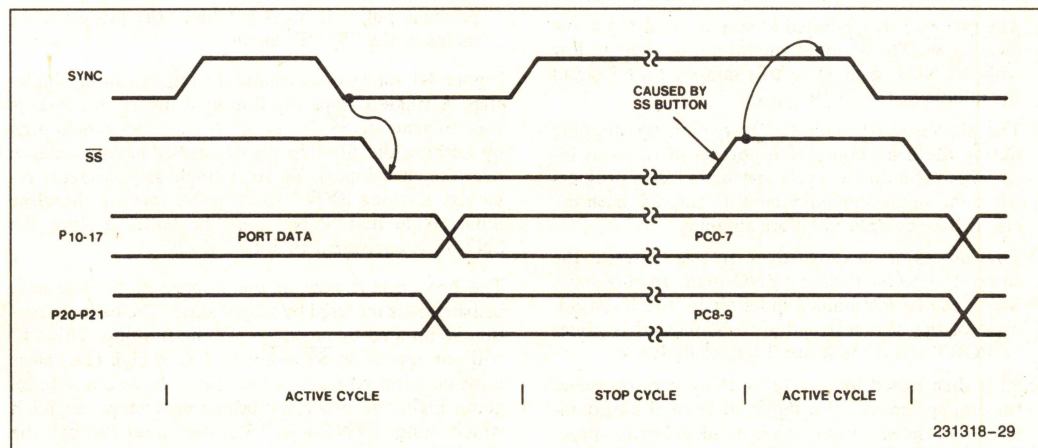 SYNC
CAUSED BY
SS BUTTON
SS
P10-17
PORT DATA
PC0-7
P20-P21
PC8-9
ACTIVE CYCLE
STOP CYCLE
ACTIVE CYCLE
231318-29